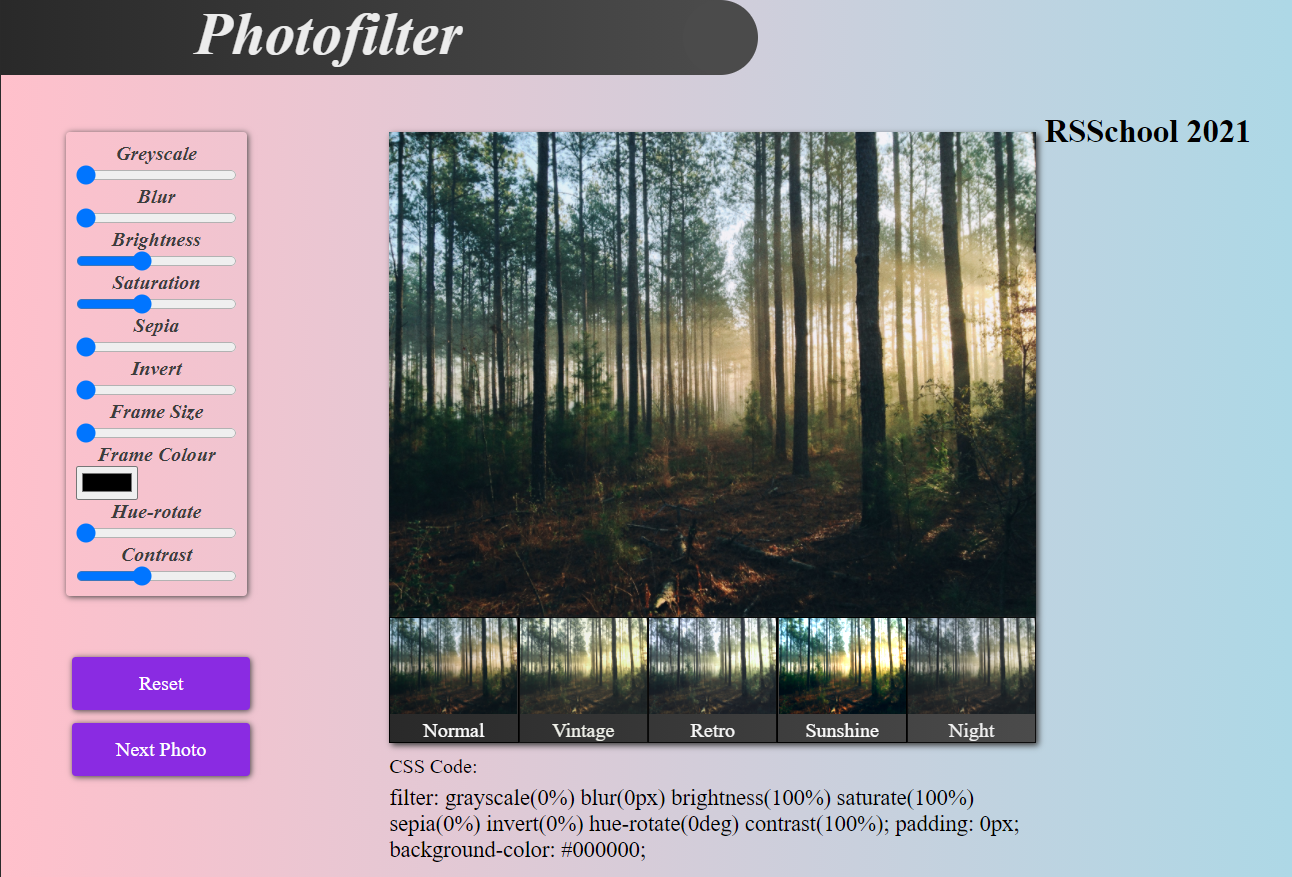 Photofilter
RSSchool 2021
Greyscale
Blur
Brightness
Saturation
Sepia
Invert
Frame Size
Frame Colour
Hue-rotate
Contrast
Reset
Next Photo
Normal
Vintage
Retro
Sunshine
Night
CSS Code:
filter: grayscale(0%) blur(0px) brightness(100%) saturate(100%)
sepia(0%) invert(0%) hue-rotate(0deg) contrast(100%); padding: 0px;
background-color: #000000;